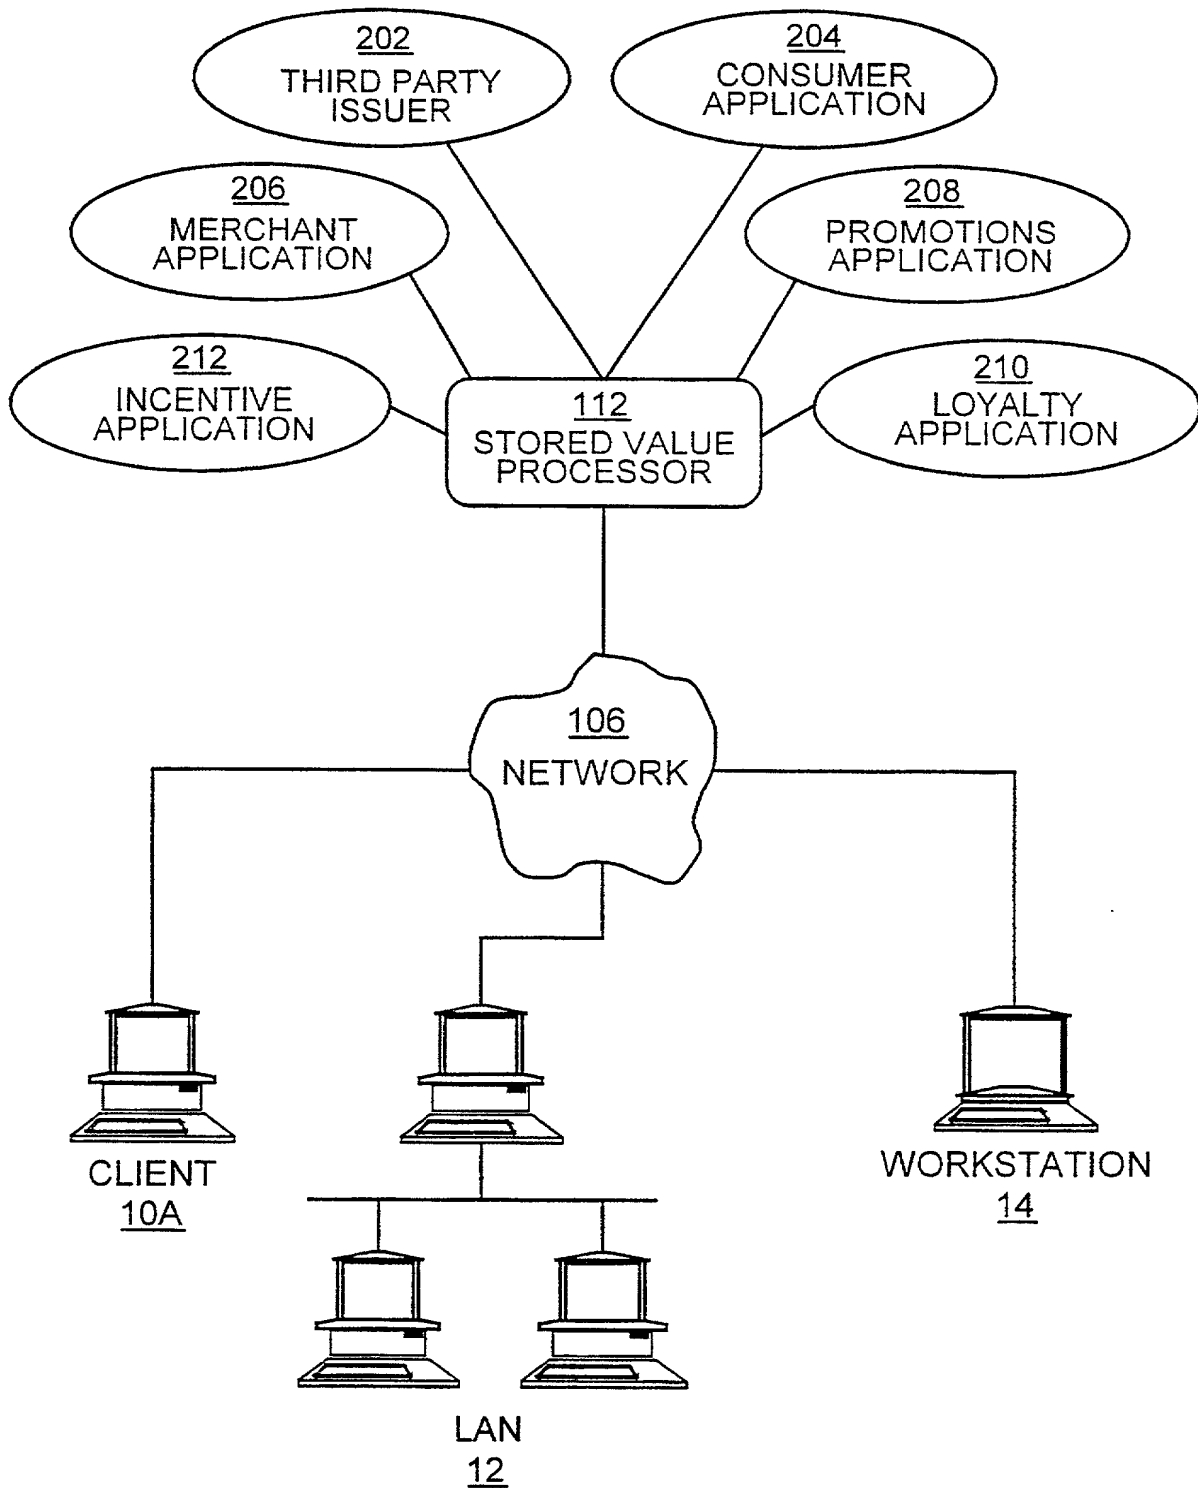 202
THIRD PARTY
ISSUER
204
CONSUMER
APPLICATION
206
MERCHANT
APPLICATION
208
PROMOTIONS
APPLICATION
212
INCENTIVE
APPLICATION
112
STORED VALUE
PROCESSOR
210
LOYALTY
APPLICATION
106
NETWORK
CLIENT
10A
WORKSTATION
14
LAN
12